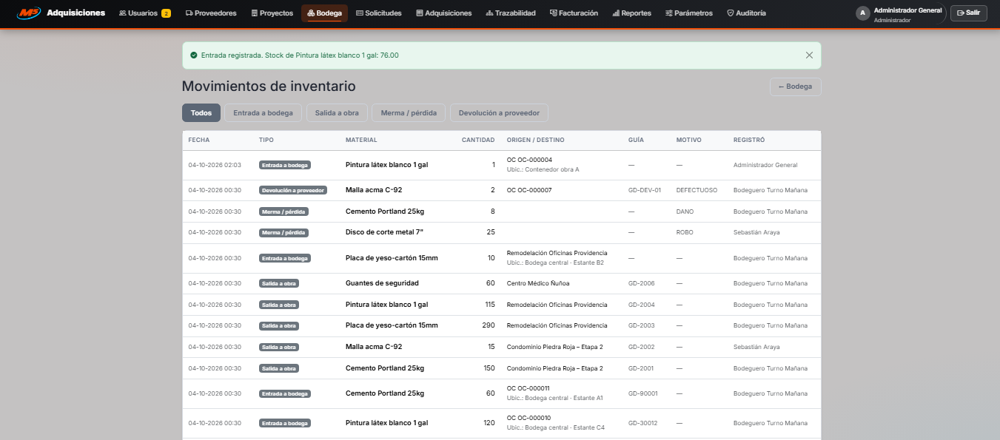 M5 Adquisiciones Usuarios 2 Proveedores Proyectos Bodega Solicitudes Adquisiciones Trazabilidad Facturación Reportes Parámetros Auditoría A Administrador General Salir
Administrador
Entrada registrada. Stock de Pintura látex blanco 1 gal: 76.00
Movimientos de inventario ← Bodega
Todos Entrada a bodega Salida a obra Merma / pérdida Devolución a proveedor
FECHA TIPO MATERIAL CANTIDAD ORIGEN / DESTINO GUÍA MOTIVO REGISTRÓ
04-10-2026 02:03 Entrada a bodega Pintura látex blanco 1 gal 1 OC OC-000004 — — Administrador General
Ubic.: Contenedor obra A
04-10-2026 00:30 Devolución a proveedor Malla acma C-92 2 OC OC-000007 GD-DEV-01 DEFECTUOSO Bodeguero Turno Mañana
04-10-2026 00:30 Merma / pérdida Cemento Portland 25kg 8 — DANO Bodeguero Turno Mañana
04-10-2026 00:30 Merma / pérdida Disco de corte metal 7" 25 — ROBO Sebastián Araya
04-10-2026 00:30 Entrada a bodega Placa de yeso-cartón 15mm 10 Remodelación Oficinas Providencia — — Bodeguero Turno Mañana
Ubic.: Bodega central · Estante B2
04-10-2026 00:30 Salida a obra Guantes de seguridad 60 Centro Médico Ñuñoa GD-2006 — Bodeguero Turno Mañana
04-10-2026 00:30 Salida a obra Pintura látex blanco 1 gal 115 Remodelación Oficinas Providencia GD-2004 — Bodeguero Turno Mañana
04-10-2026 00:30 Salida a obra Placa de yeso-cartón 15mm 290 Remodelación Oficinas Providencia GD-2003 — Bodeguero Turno Mañana
04-10-2026 00:30 Salida a obra Malla acma C-92 15 Condominio Piedra Roja – Etapa 2 GD-2002 — Sebastián Araya
04-10-2026 00:30 Salida a obra Cemento Portland 25kg 150 Condominio Piedra Roja – Etapa 2 GD-2001 — Bodeguero Turno Mañana
04-10-2026 00:30 Entrada a bodega Cemento Portland 25kg 60 OC OC-000011 GD-90001 — Bodeguero Turno Mañana
Ubic.: Bodega central · Estante A1
04-10-2026 00:30 Entrada a bodega Pintura látex blanco 1 gal 120 OC OC-000010 GD-30012 — Bodeguero Turno Mañana
Ubic.: Bodega central · Estante C4